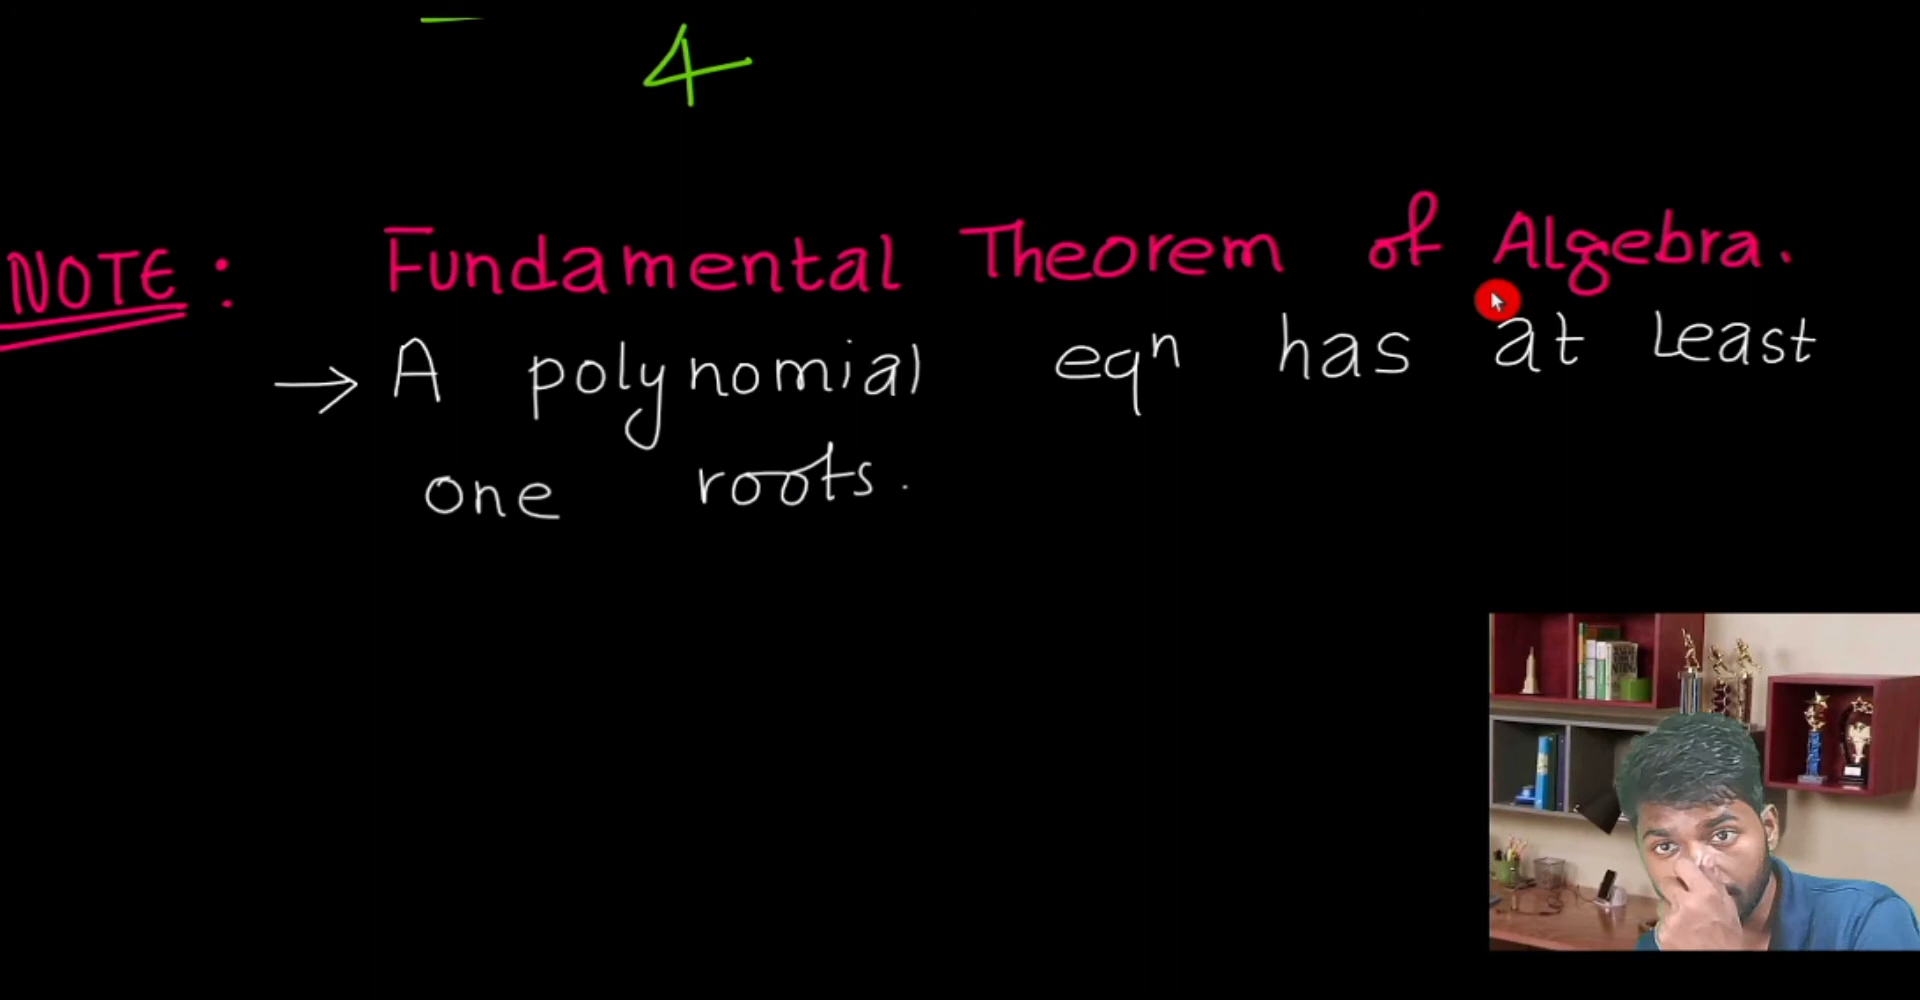 4
NOTE : Fundamental Theorem of Algebra.
→ A polynomial eqⁿ has at least
one roots.